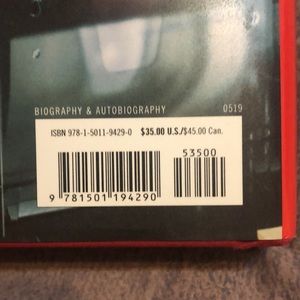 BIOGRAPHY & AUTOBIOGRAPHY 0519
ISBN 978-1-5011-9429-0 $35.00 U.S./$45.00 Can.
53500
9 781501 194290